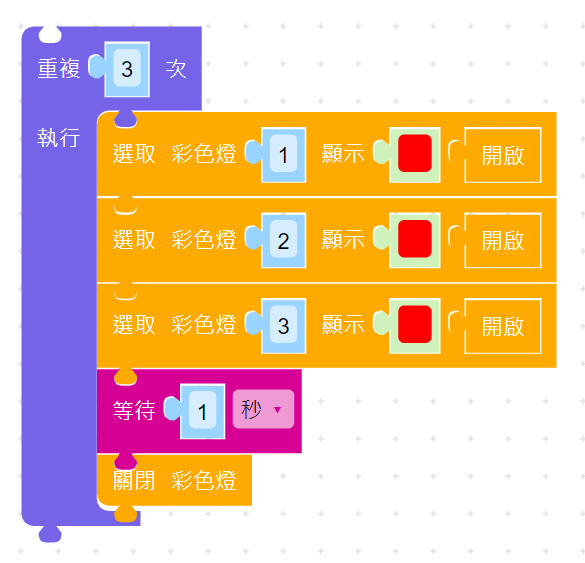 重複 3 次
執行
選取 彩色燈 1 顯示 開啟
選取 彩色燈 2 顯示 開啟
選取 彩色燈 3 顯示 開啟
等待 1 秒
關閉 彩色燈